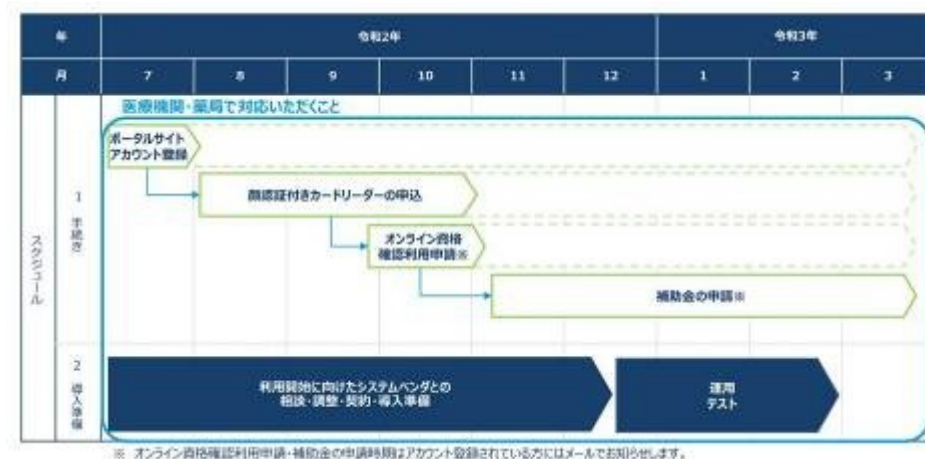 年 令和2年 令和3年
月 7 8 9 10 11 12 1 2 3
医療機関・薬局で対応いただくこと
スケジュール
1 手続き
ポータルサイト
アカウント登録
顔認証付きカードリーダーの申込
オンライン資格
確認利用申請※
補助金の申請※
2 導入準備
利用開始に向けたシステムベンダとの
相談・調整・契約・導入準備
運用
テスト
※ オンライン資格確認利用申請・補助金の申請時期はアカウント登録されている方にはメールでお知らせします。